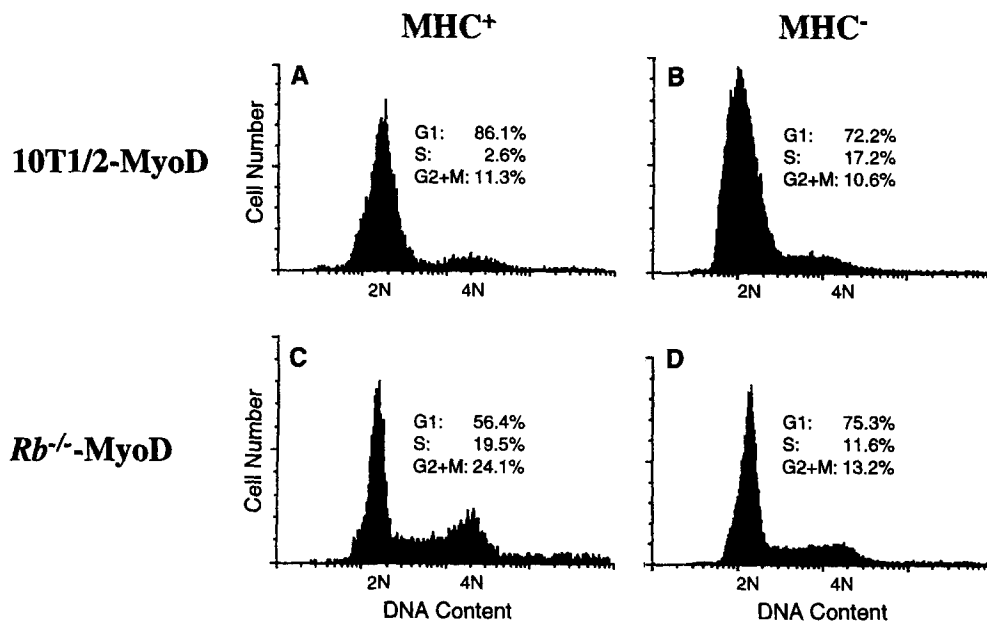 MHC+
MHC-
10T1/2-MyoD
A
Cell Number
G1: 86.1%
S: 2.6%
G2+M: 11.3%
2N 4N
B
G1: 72.2%
S: 17.2%
G2+M: 10.6%
2N 4N
Rb-/--MyoD
C
Cell Number
G1: 56.4%
S: 19.5%
G2+M: 24.1%
2N 4N
DNA Content
D
G1: 75.3%
S: 11.6%
G2+M: 13.2%
2N 4N
DNA Content